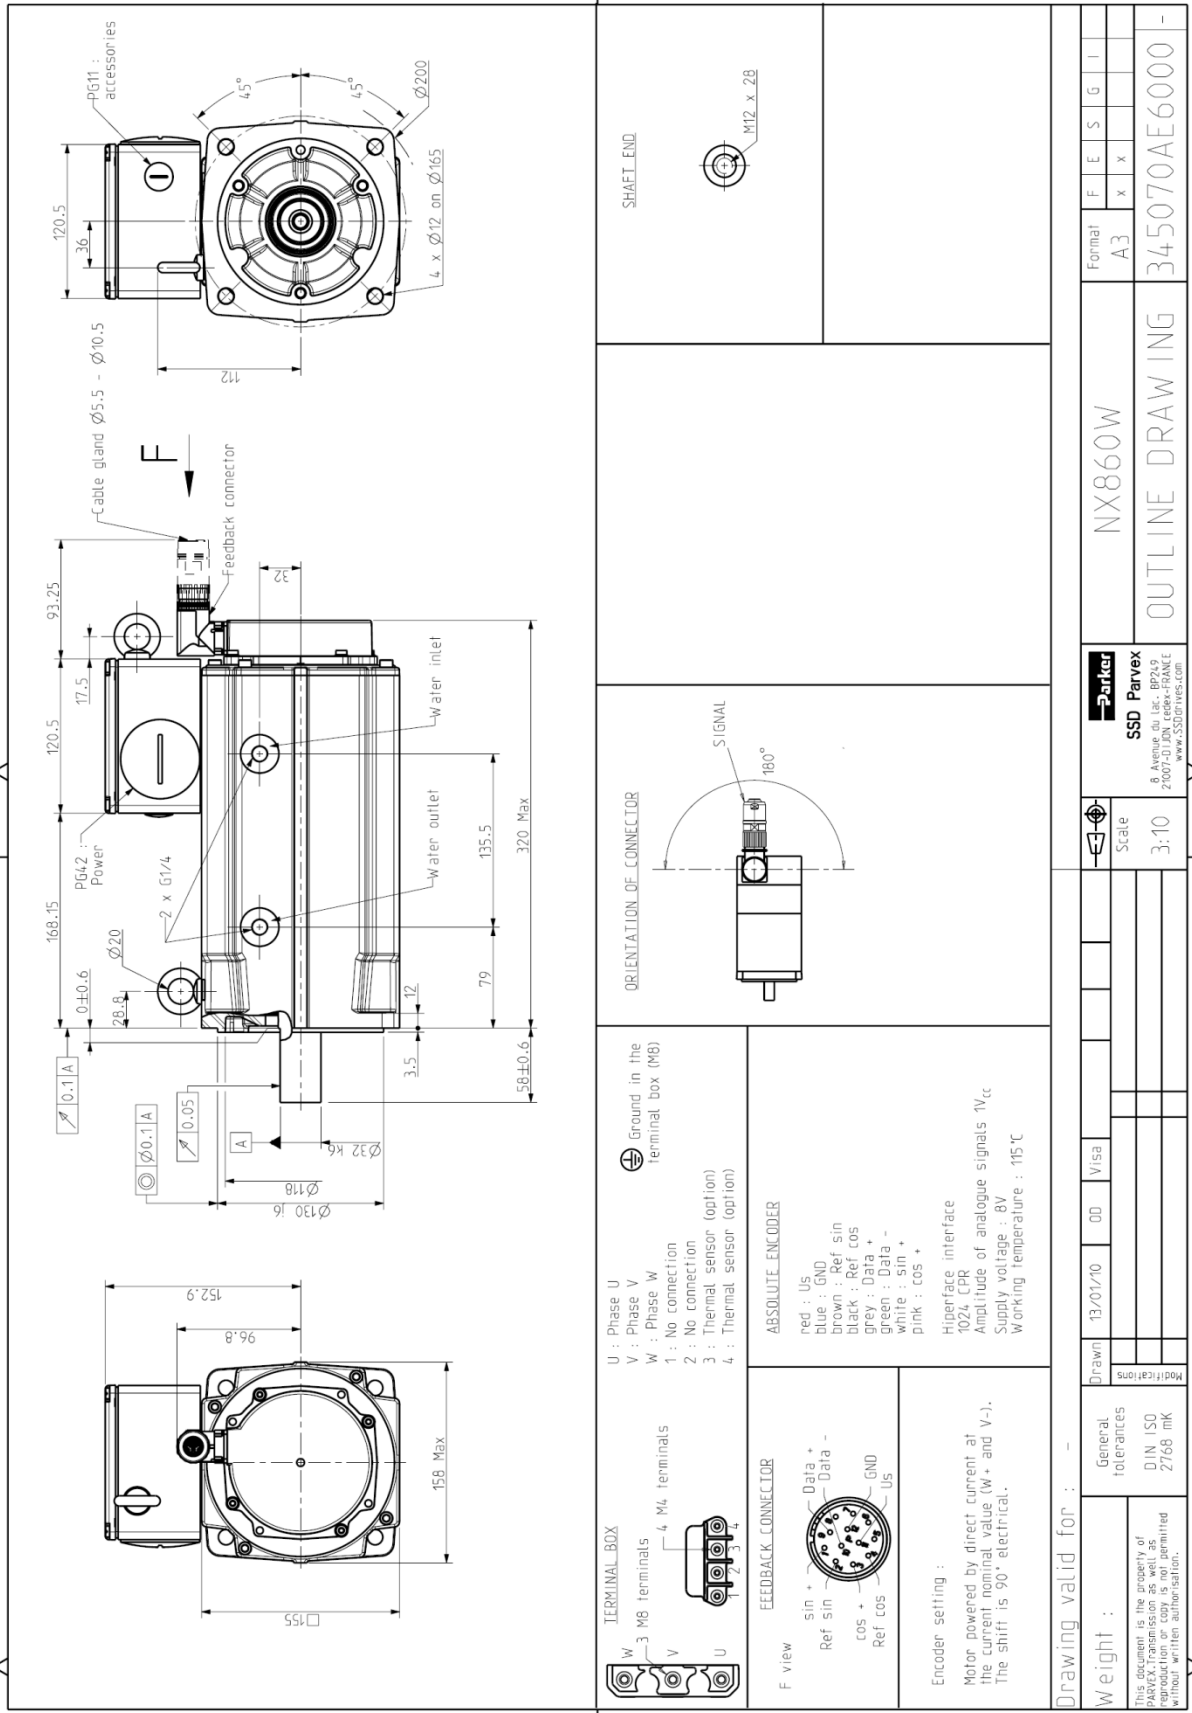 152.9
96.8
158 Max
□155
0.1 A
Ø0.1 A
0.05
A
Ø32 k6
Ø118
Ø130 j6
0±0.6
28.8
Ø20
168.15
120.5
17.5
93.25
PG42 :
Power
2 x G1/4
Cable gland Ø5.5 - Ø10.5
F
Feedback connector
32
Water inlet
Water outlet
12
3.5
79
135.5
58±0.6
320 Max
120.5
36
PG11 :
accessories
45°
45°
Ø200
4 x Ø12 on Ø165
112
TERMINAL BOX
W
3 M8 terminals
V
U
4 M4 terminals
1 2 3 4
U : Phase U
V : Phase V
W : Phase W
1 : No connection
2 : No connection
3 : Thermal sensor (option)
4 : Thermal sensor (option)
Ground in the
terminal box (M8)
FEEDBACK CONNECTOR
F view
sin +
Ref sin
cos +
Ref cos
Data +
Data -
GND
Us
ABSOLUTE ENCODER
red : Us
blue : GND
brown : Ref sin
black : Ref cos
grey : Data +
green : Data -
white : sin +
pink : cos +
Hiperface interface
1024 CPR
Amplitude of analogue signals 1Vcc
Supply voltage : 8V
Working temperature : 115°C
Encoder setting :
Motor powered by direct current at
the current nominal value (W+ and V-).
The shift is 90° electrical.
ORIENTATION OF CONNECTOR
SIGNAL
180°
SHAFT END
M12 x 28
Drawing valid for : -
Weight :
This document is the property of
PARVEX.Transmission as well as
reproduction or copy is not permitted
without written authorisation.
General
tolerances
DIN ISO
2768 mK
Drawn
13/01/10
OD
Visa
Modifications
Scale
3:10
Parker
SSD Parvex
8 Avenue du lac- BP249
21007-DIJON cedex-FRANCE
www.SSDdrives.com
NX860W
OUTLINE DRAWING
Format
A3
F E S G I
x x
345070AE6000 -